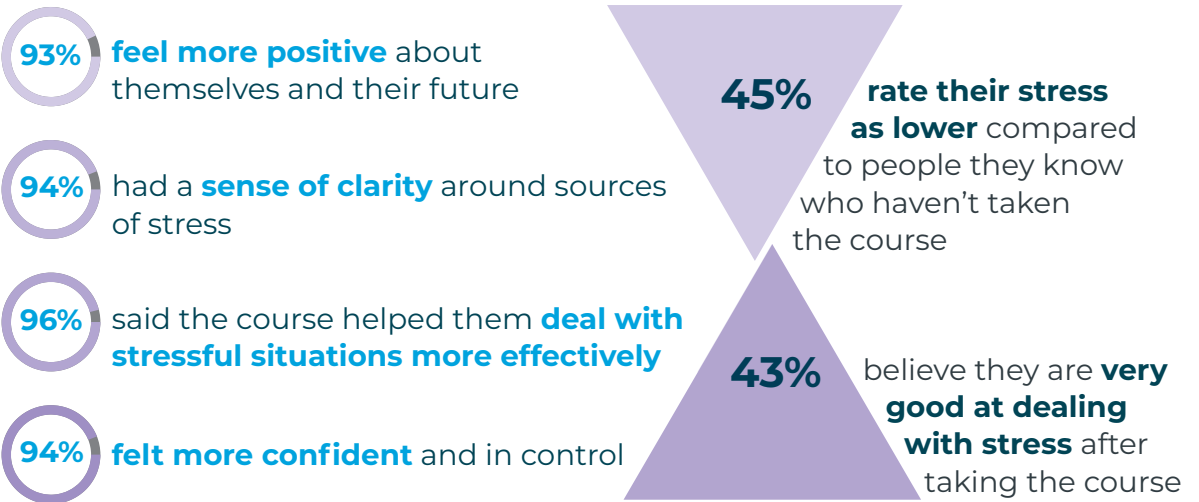 93%
feel more positive about
themselves and their future
94%
had a sense of clarity around sources
of stress
96%
said the course helped them deal with
stressful situations more effectively
94%
felt more confident and in control
45%
rate their stress
as lower compared
to people they know
who haven’t taken
the course
43%
believe they are very
good at dealing
with stress after
taking the course